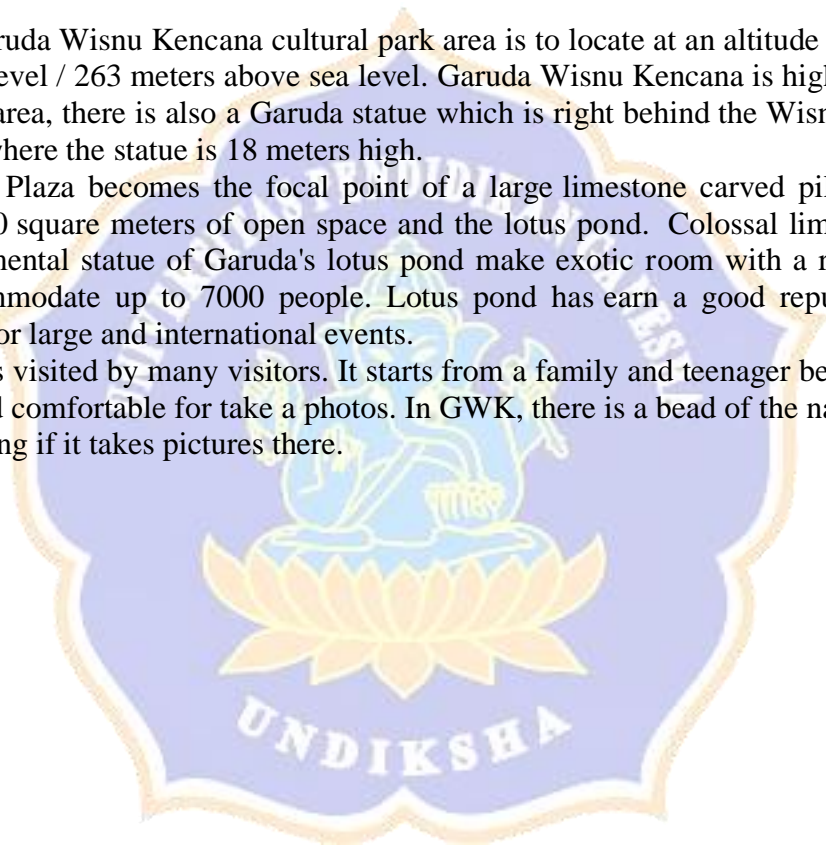 ruda Wisnu Kencana cultural park area is to locate at an altitude
evel / 263 meters above sea level. Garuda Wisnu Kencana is hig
area, there is also a Garuda statue which is right behind the Wisn
where the statue is 18 meters high.
Plaza becomes the focal point of a large limestone carved pil
0 square meters of open space and the lotus pond. Colossal lim
mental statue of Garuda's lotus pond make exotic room with a
mmodate up to 7000 people. Lotus pond has earn a good repu
or large and international events.
s visited by many visitors. It starts from a family and teenager be
d comfortable for take a photos. In GWK, there is a bead of the na
ng if it takes pictures there.
UNDIKSHA